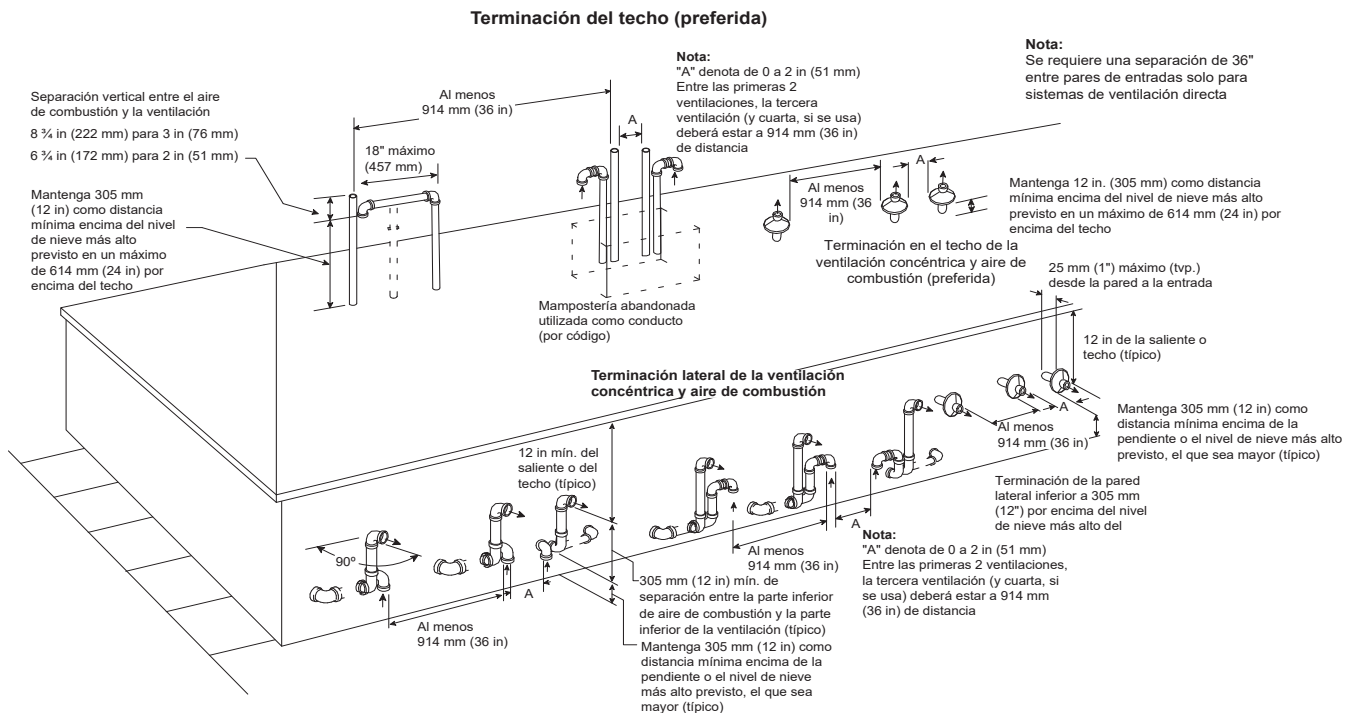 Terminación del techo (preferida)
Separación vertical entre el aire
de combustión y la ventilación
8 ¾ in (222 mm) para 3 in (76 mm)
6 ¾ in (172 mm) para 2 in (51 mm)
Mantenga 305 mm
(12 in) como distancia
mínima encima del nivel
de nieve más alto
previsto en un máximo
de 614 mm (24 in) por
encima del techo
18" máximo
(457 mm)
Al menos
914 mm (36 in)
A
Nota:
"A" denota de 0 a 2 in (51 mm)
Entre las primeras 2
ventilaciones, la tercera
ventilación (y cuarta, si se usa)
deberá estar a 914 mm (36 in)
de distancia
Nota:
Se requiere una separación de 36"
entre pares de entradas solo para
sistemas de ventilación directa
Al menos
914 mm (36
in)
A
Mantenga 12 in. (305 mm) como distancia
mínima encima del nivel de nieve más alto
previsto en un máximo de 614 mm (24 in) por
encima del techo
Terminación en el techo de la
ventilación concéntrica y aire de
combustión (preferida)
Mampostería abandonada
utilizada como conducto
(por código)
25 mm (1") máximo (tvp.)
desde la pared a la entrada
12 in de la saliente o
techo (típico)
Terminación lateral de la ventilación
concéntrica y aire de combustión
A
Al menos
914 mm (36 in)
Mantenga 305 mm (12 in) como
distancia mínima encima de la
pendiente o el nivel de nieve más alto
previsto, el que sea mayor (típico)
12 in mín. del
saliente o del
techo (típico)
Terminación de la pared
lateral inferior a 305 mm
(12") por encima del nivel
de nieve más alto del
90º
Al menos
914 mm (36 in)
A
305 mm (12 in) mín. de
separación entre la parte inferior
de aire de combustión y la parte
inferior de la ventilación (típico)
Mantenga 305 mm (12 in) como
distancia mínima encima de la
pendiente o el nivel de nieve
más alto previsto, el que sea
mayor (típico)
Al menos
914 mm (36 in)
A
Nota:
"A" denota de 0 a 2 in (51 mm)
Entre las primeras 2 ventilaciones,
la tercera ventilación (y cuarta, si
se usa) deberá estar a 914 mm
(36 in) de distancia